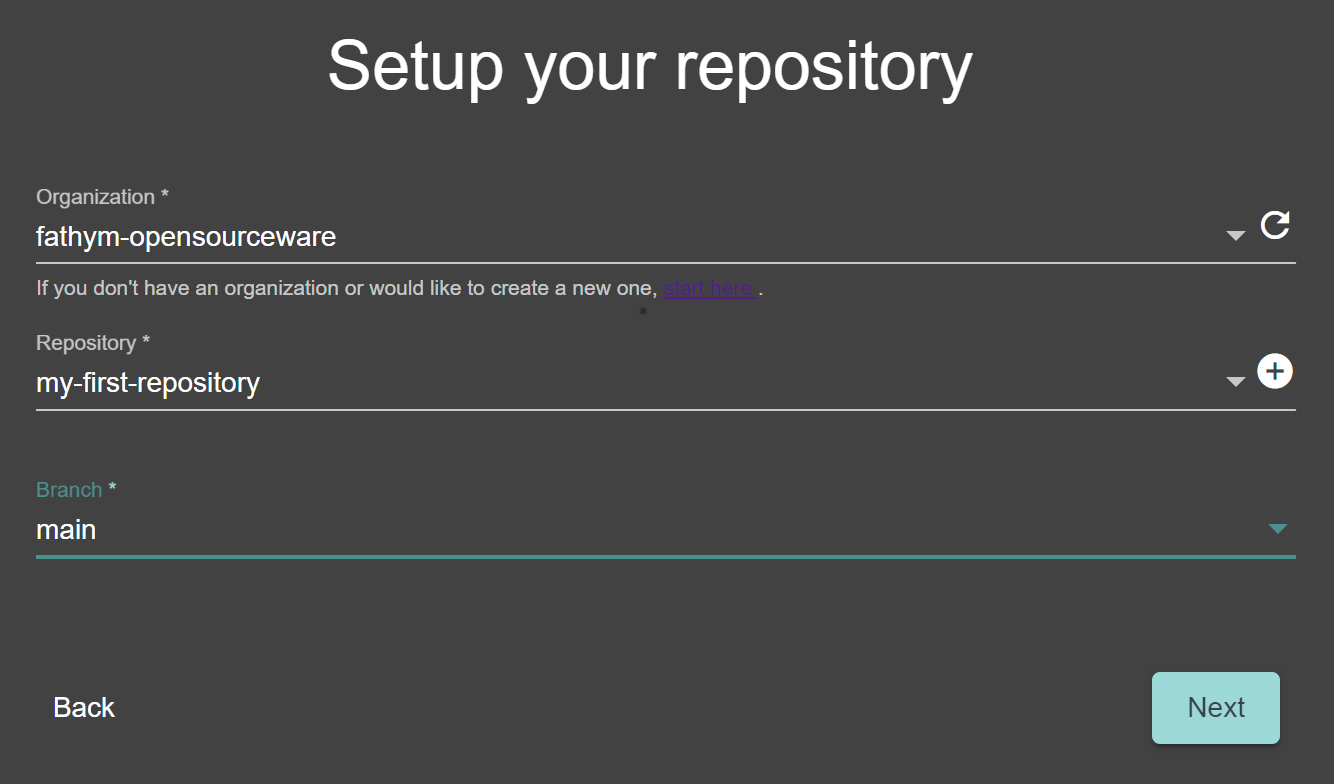 Setup your repository
Organization *
fathym-opensourceware
If you don't have an organization or would like to create a new one, start here .
Repository *
my-first-repository
Branch *
main
Back
Next